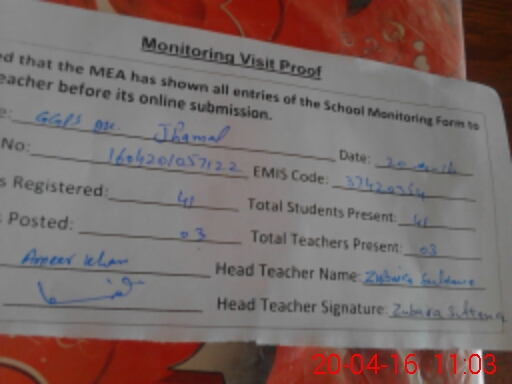 Monitoring Visit Proof
ed that the MEA has shown all entries of the School Monitoring Form to
eacher before its online submission.
e: GGPS Jhamal Date: 20
No: EMIS Code:
s Registered: 41 Total Students Present: 41
s Posted: 03 Total Teachers Present: 03
Ameer Khan Head Teacher Name: Zubaira Sultana
Head Teacher Signature: Zubara Sultana
20-04-16 11:03